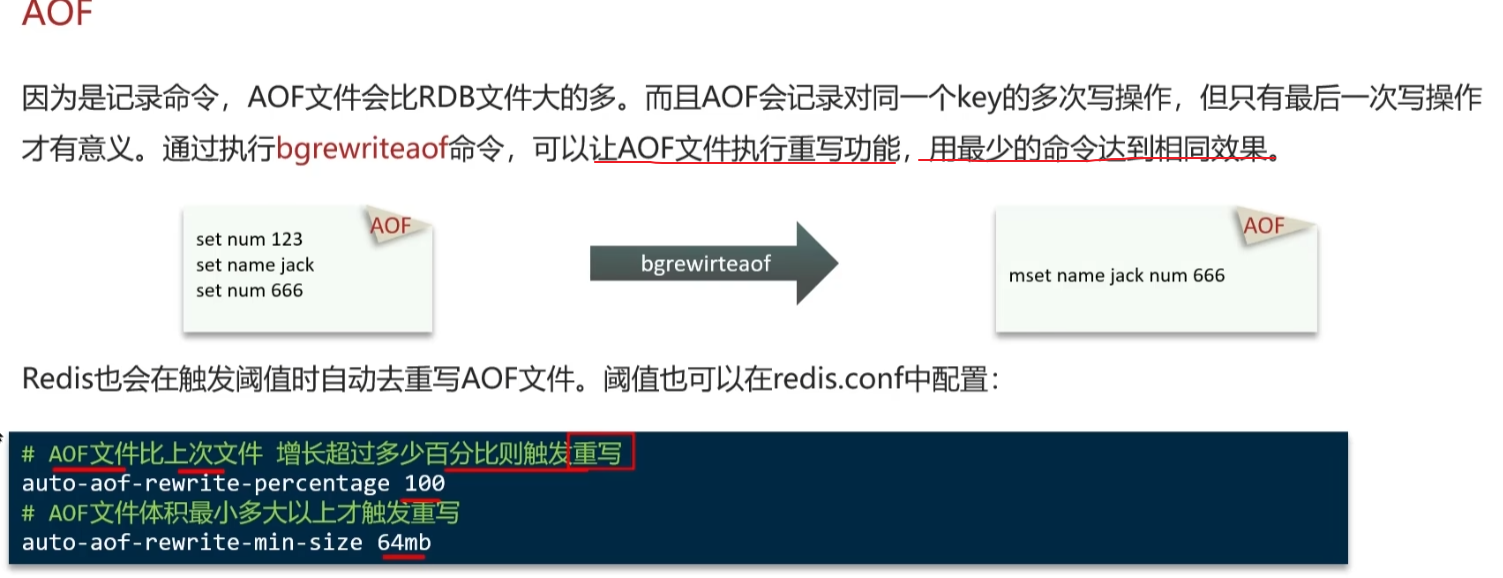 AOF
因为是记录命令，AOF文件会比RDB文件大的多。而且AOF会记录对同一个key的多次写操作，但只有最后一次写操作
才有意义。通过执行bgrewriteaof命令，可以让AOF文件执行重写功能，用最少的命令达到相同效果。
AOF
set num 123
set name jack
set num 666
bgrewirteaof
AOF
mset name jack num 666
Redis也会在触发阈值时自动去重写AOF文件。阈值也可以在redis.conf中配置：
# AOF文件比上次文件 增长超过多少百分比则触发重写
auto-aof-rewrite-percentage 100
# AOF文件体积最小多大以上才触发重写
auto-aof-rewrite-min-size 64mb